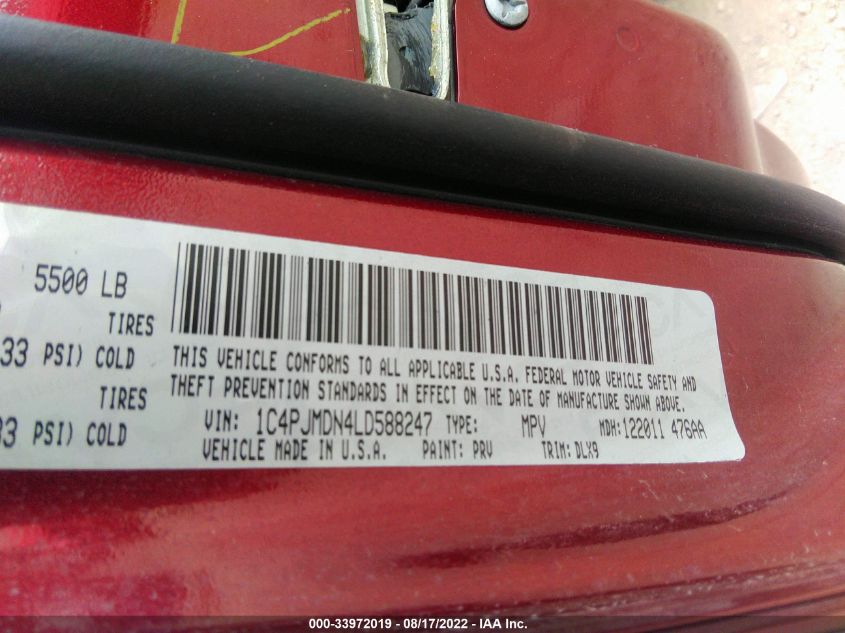 5500 LB
TIRES
33 PSI) COLD
TIRES
33 PSI) COLD
THIS VEHICLE CONFORMS TO ALL APPLICABLE U.S.A. FEDERAL MOTOR VEHICLE SAFETY AND
THEFT PREVENTION STANDARDS IN EFFECT ON THE DATE OF MANUFACTURE SHOWN ABOVE.
VIN: 1C4PJMDN4LD588247 TYPE: MPV MDH:122011 476AA
VEHICLE MADE IN U.S.A. PAINT: PRV TRIM: DLX9
000-33972019 - 08/17/2022 - IAA Inc.